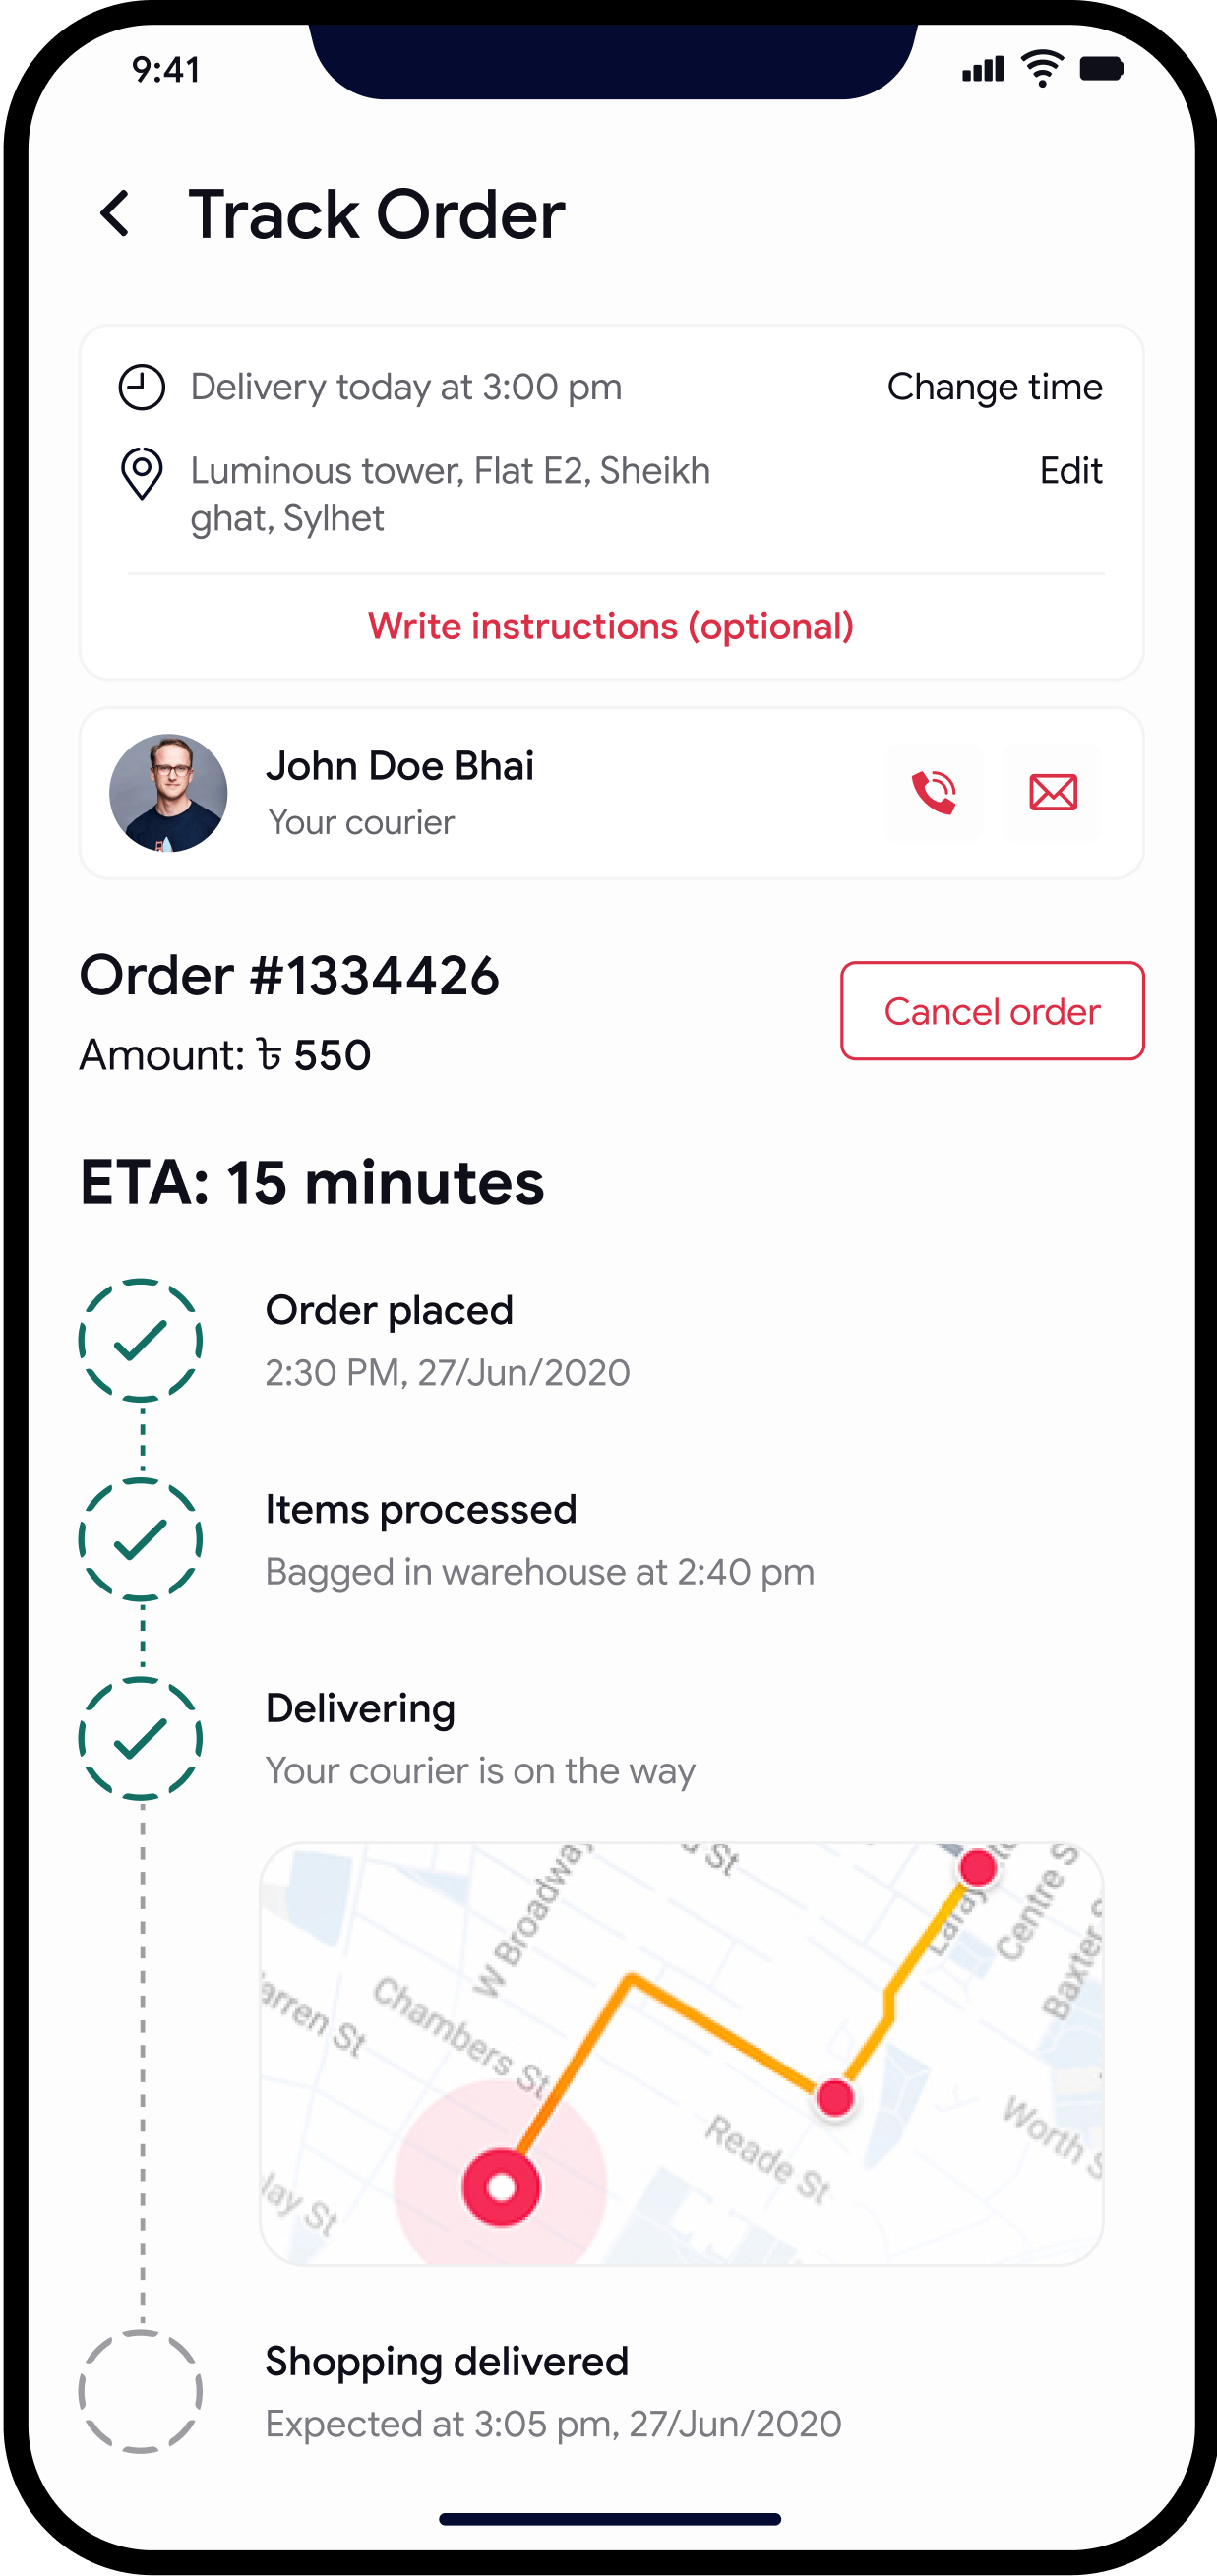 9:41
Track Order
Delivery today at 3:00 pm
Change time
Luminous tower, Flat E2, Sheikh
ghat, Sylhet
Edit
Write instructions (optional)
John Doe Bhai
Your courier
Order #1334426
Cancel order
Amount: ৳ 550
ETA: 15 minutes
Order placed
2:30 PM, 27/Jun/2020
Items processed
Bagged in warehouse at 2:40 pm
Delivering
Your courier is on the way
W Broadway
St
Centre S
Baxter
arren St
Chambers St
Reade St
Worth S
lay St
Shopping delivered
Expected at 3:05 pm, 27/Jun/2020